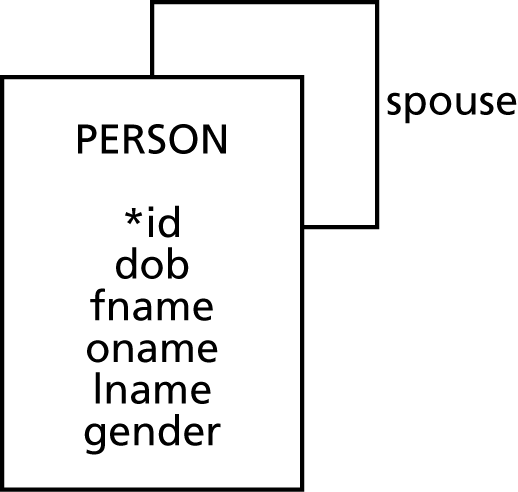 spouse
PERSON
*id
dob
fname
oname
lname
gender